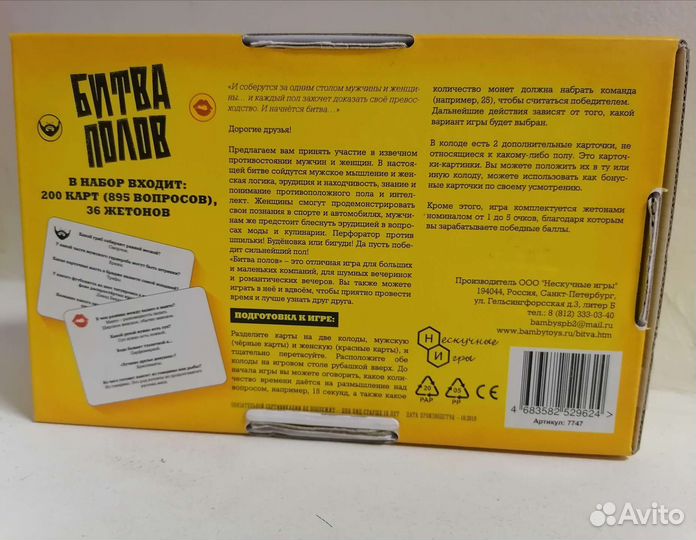 БИТВА
ПОЛОВ
В НАБОР ВХОДИТ:
200 КАРТ (895 ВОПРОСОВ),
36 ЖЕТОНОВ
«И соберутся за одним столом мужчины и женщи-
ны... и каждый пол захочет доказать своё превос-
ходство. И начнётся битва...»
Дорогие друзья!
Предлагаем вам принять участие в извечном
противостоянии мужчин и женщин. В настоя-
щей битве сойдутся мужское мышление и жен-
ская логика, эрудиция и находчивость, знание и
понимание противоположного пола и интел-
лект. Женщины смогут продемонстрировать
свои познания в спорте и автомобилях, мужчи-
нам же предстоит блеснуть эрудицией в вопро-
сах моды и кулинарии. Перфоратор против
шпильки! Будёновка или бигуди! Да пусть побе-
дит сильнейший пол!
«Битва полов» – это отличная игра для больших
и маленьких компаний, для шумных вечеринок
и романтических вечеров. Вы также можете
играть в неё и вдвоём, чтобы приятно провести
время и лучше узнать друг друга.
ПОДГОТОВКА К ИГРЕ:
Разделите карты на две колоды, мужскую
(чёрные карты) и женскую (красные карты), и
тщательно перетасуйте. Расположите обе
колоды на игровом столе рубашкой вверх. До
начала игры вы можете оговорить, какое коли-
чество времени даётся на размышление над
вопросом, например, 15 секунд, а также какое
количество монет должна набрать команда
(например, 25), чтобы считаться победителем.
Дальнейшие действия зависят от того, какой
вариант игры будет выбран.
В колоде есть 2 дополнительные карточки, не
относящиеся к какому-либо полу. Это карточ-
ки-картинки. Вы можете положить их в ту или
иную колоду, можете использовать как бонус-
ные карточки по своему усмотрению.
Кроме этого, игра комплектуется жетонами
номиналом от 1 до 5 очков, благодаря которым
вы зарабатываете победные баллы.
Производитель ООО "Нескучные игры"
194044, Россия, Санкт-Петербург,
ул. Гельсингфорсская д.3, литер Б
тел.: 8 (812) 333-03-40
bambyspb2@mail.ru
www.bambytoys.ru/bitva.htm
Нескучные
Игры
20
PAP
05
PP
CE
4 683582 529624 >
Артикул: 7747
Avito